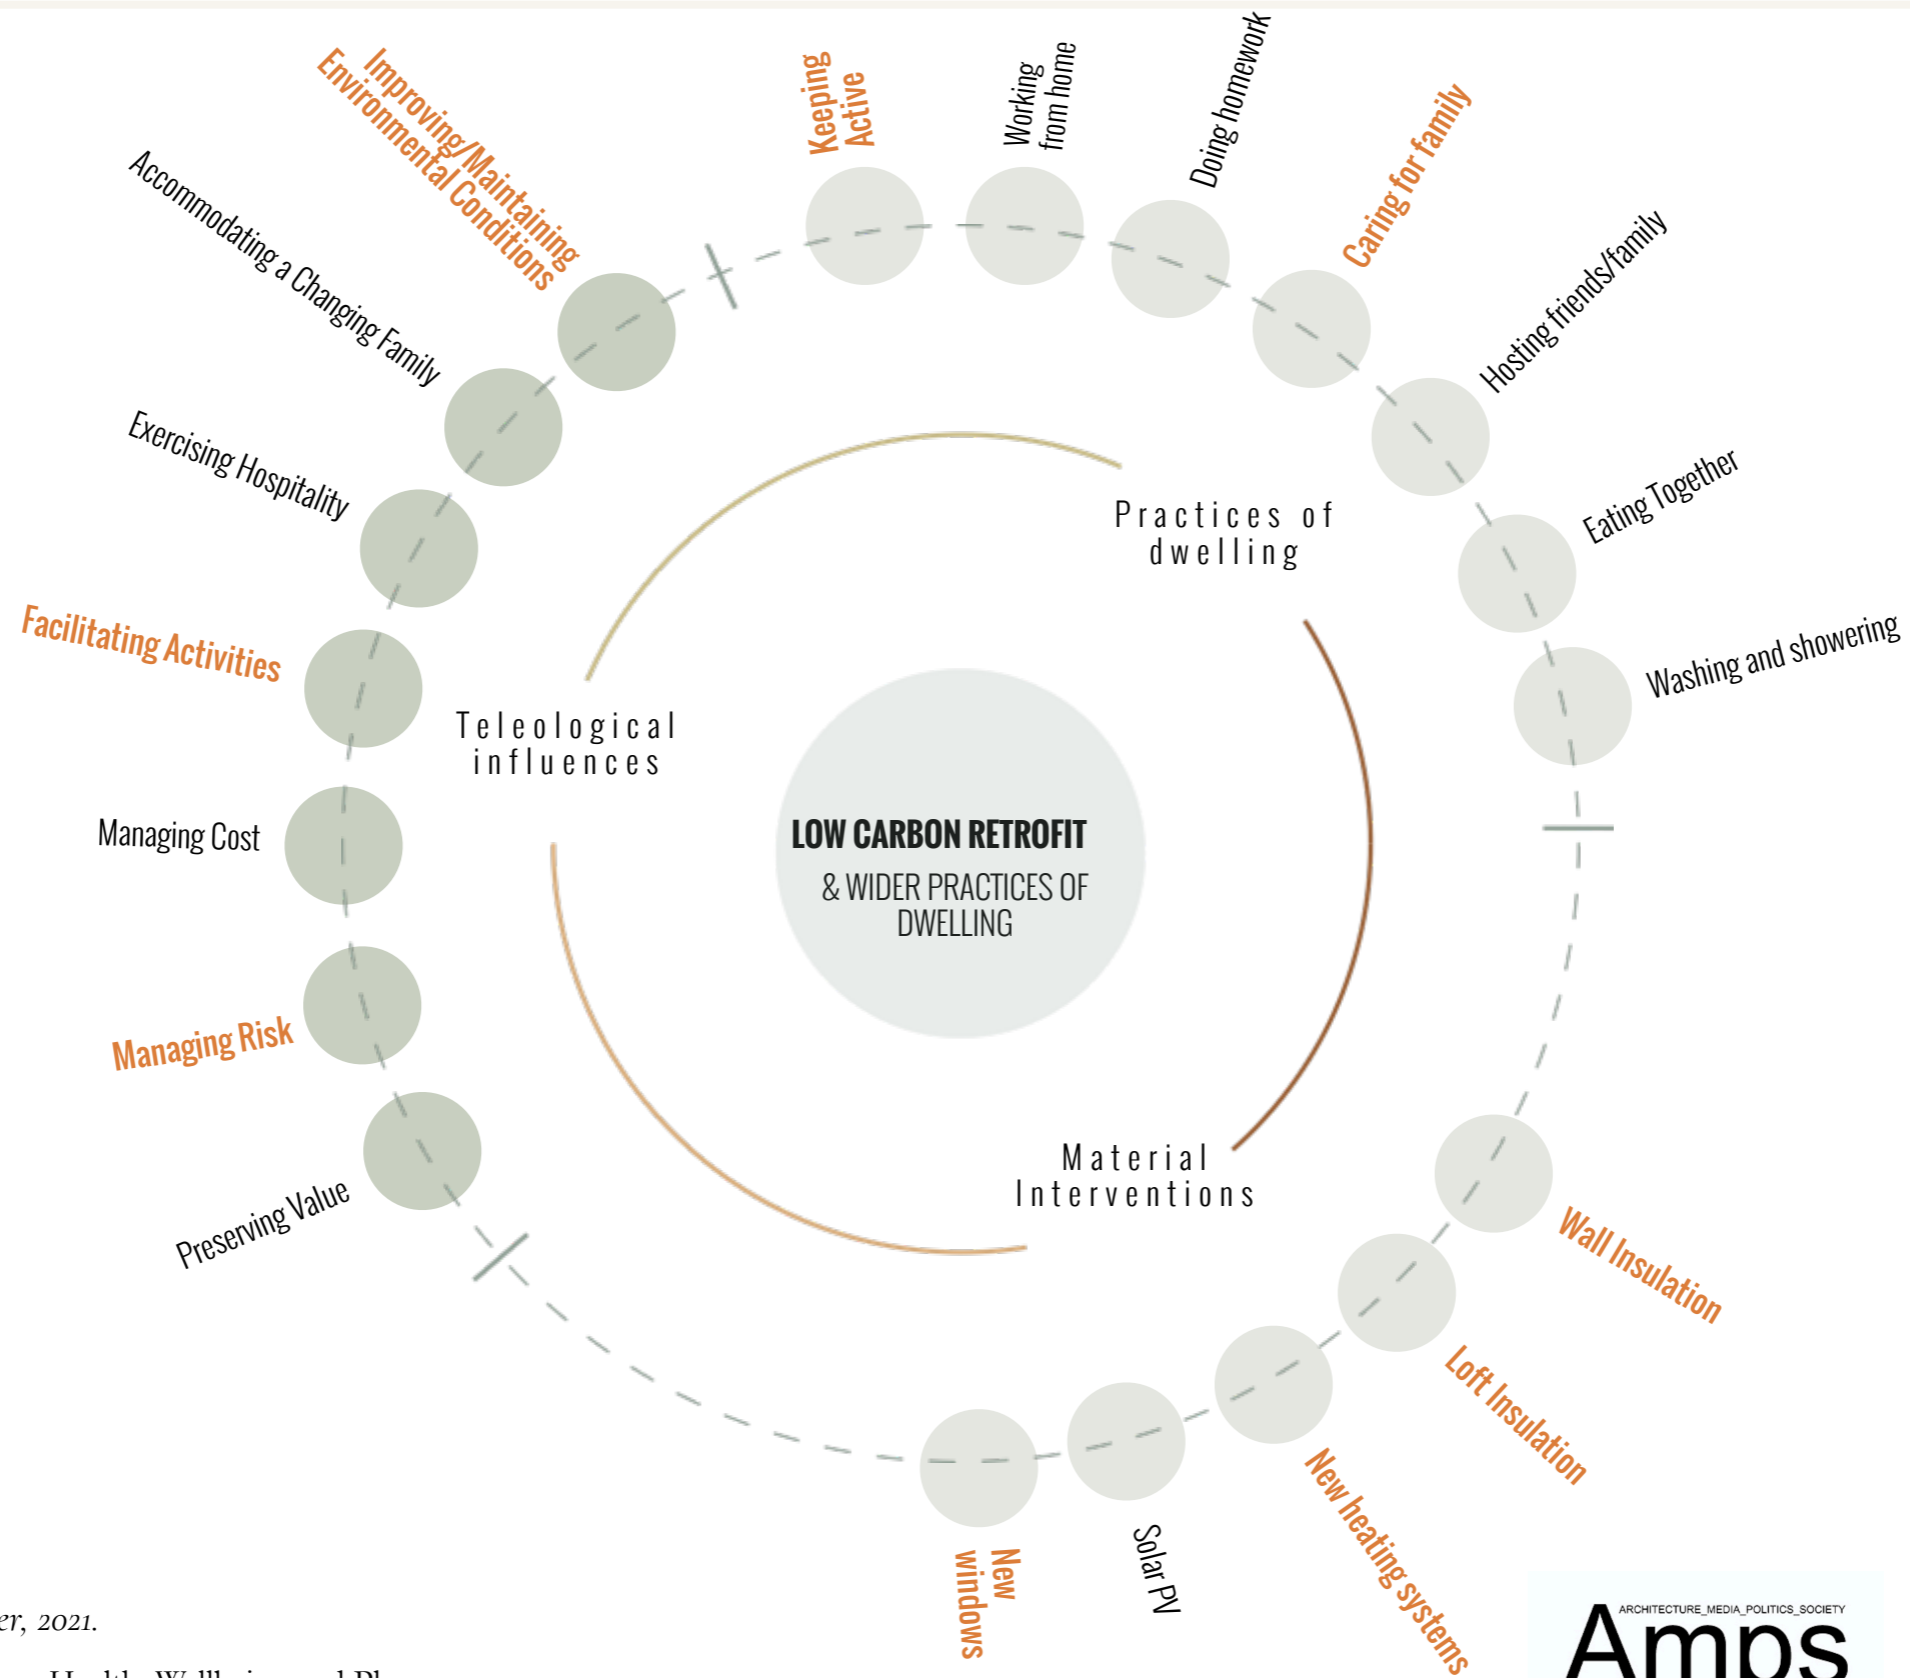 Keeping
Active
Working
from home
Doing homework
Caring for family
Hosting friends/family
Eating Together
Washing and showering
Improving/Maintaining
Environmental Conditions
Accommodating a Changing Family
Exercising Hospitality
Facilitating Activities
Managing Cost
Managing Risk
Preserving Value
Practices of
dwelling
Teleological
influences
LOW CARBON RETROFIT
& WIDER PRACTICES OF
DWELLING
Material
Interventions
Wall Insulation
Loft Insulation
New heating systems
Solar PV
New
windows
2021.
ARCHITECTURE_MEDIA_POLITICS_SOCIETY
Amps